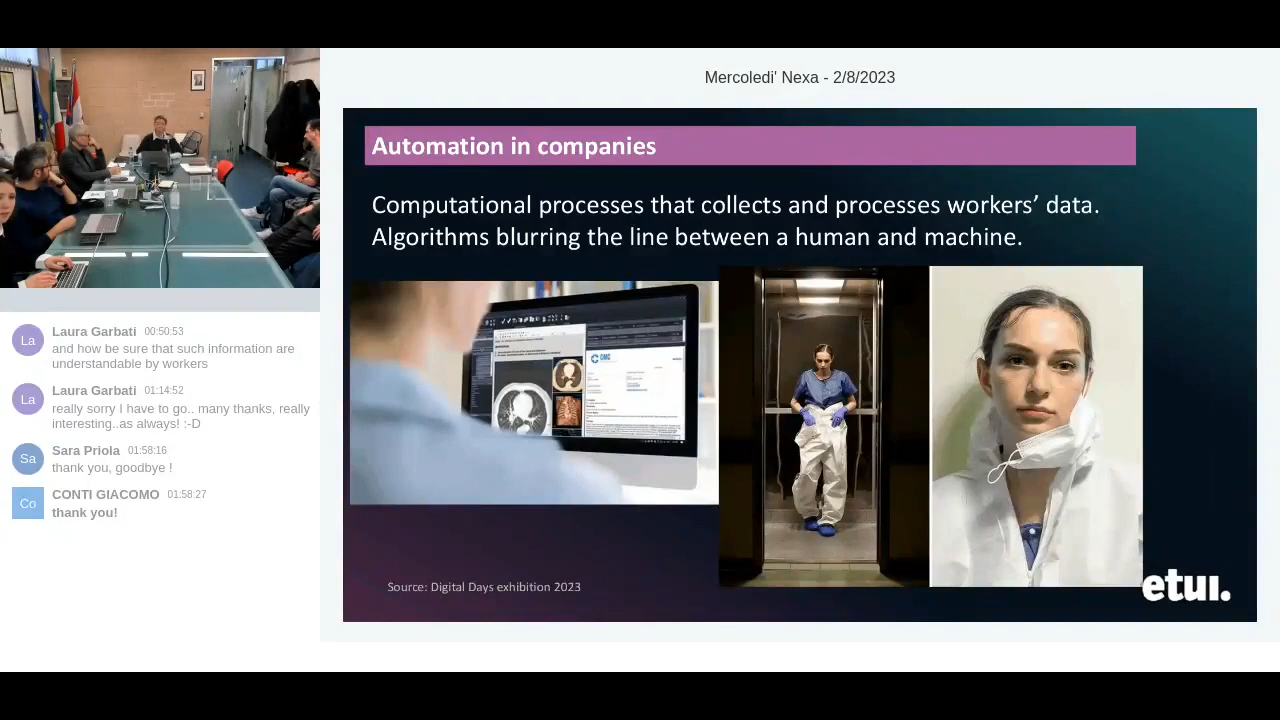 Mercoledi' Nexa - 2/8/2023
Automation in companies
Computational processes that collects and processes workers’ data.
Algorithms blurring the line between a human and machine.
Source: Digital Days exhibition 2023
etui.
La
Laura Garbati 00:50:53
and how be sure that such information are
understandable by workers
La
Laura Garbati 01:14:52
really sorry I have to go.. many thanks, really
interesting..as always! :-D
Sa
Sara Priola 01:58:16
thank you, goodbye !
Co
CONTI GIACOMO 01:58:27
thank you!